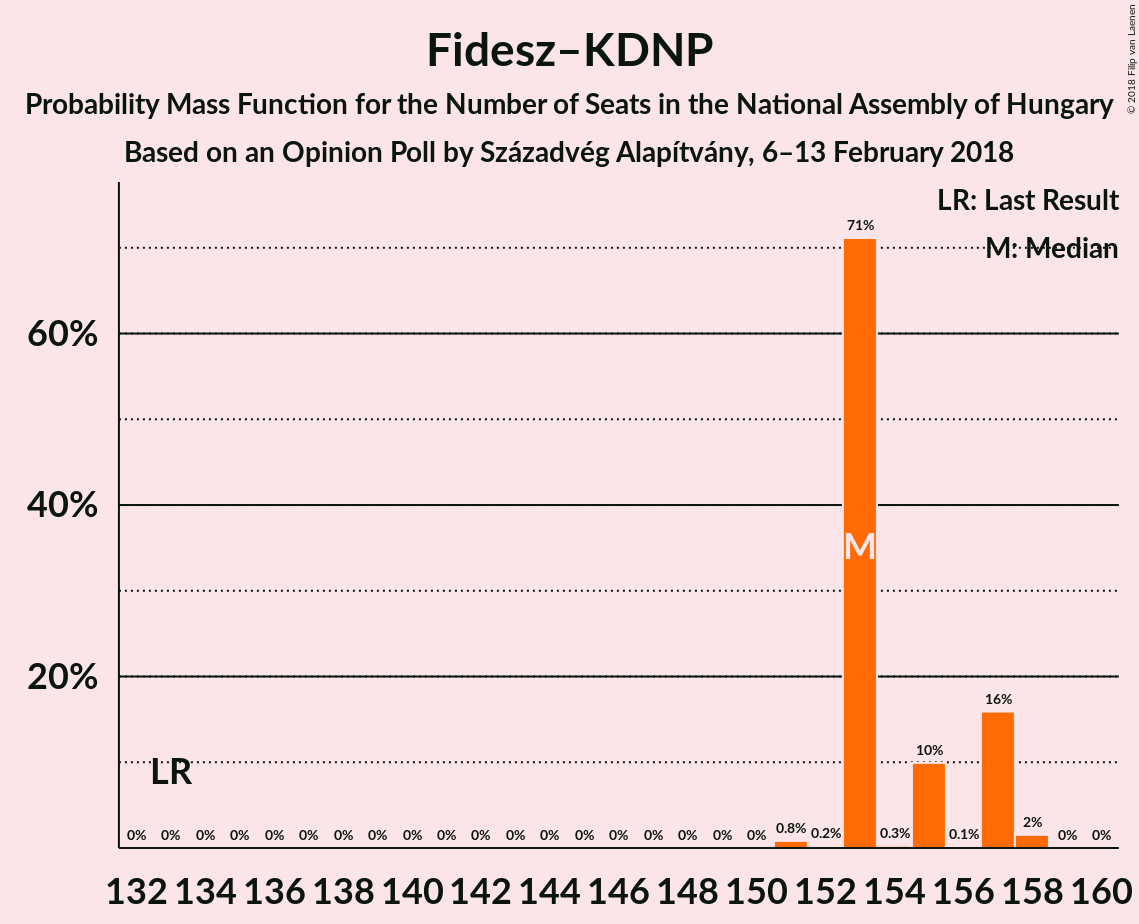 Fidesz–KDNP
Probability Mass Function for the Number of Seats in the National Assembly of Hungary
Based on an Opinion Poll by Századvég Alapítvány, 6–13 February 2018
© 2018 Filip van Laenen
LR: Last Result
M: Median
71%
60%
40%
M
20%
16%
10%
LR
0% 0% 0% 0% 0% 0% 0% 0% 0% 0% 0% 0% 0% 0% 0% 0% 0% 0% 0% 0.8% 0.2% 0.3% 0.1% 2% 0% 0%
132 134 136 138 140 142 144 146 148 150 152 154 156 158 160